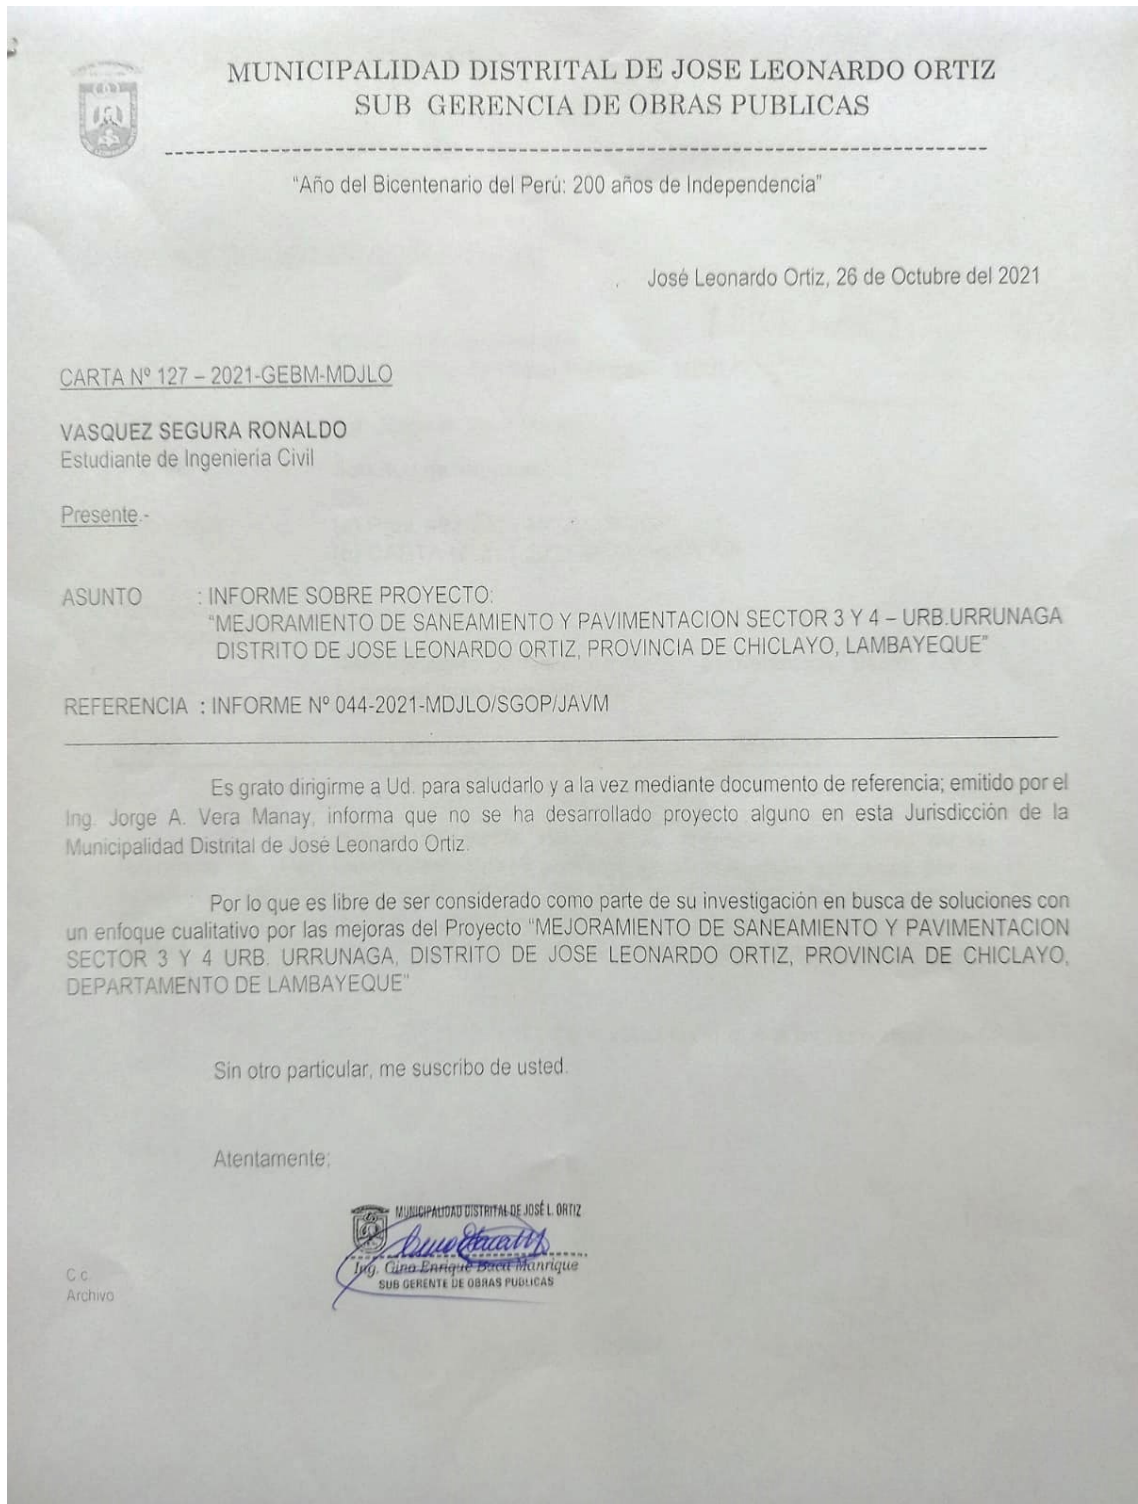 MUNICIPALIDAD DISTRITAL DE JOSE LEONARDO ORTIZ
SUB GERENCIA DE OBRAS PUBLICAS
"Año del Bicentenario del Perú: 200 años de Independencia"
José Leonardo Ortiz, 26 de Octubre del 2021
CARTA Nº 127 – 2021-GEBM-MDJLO
VASQUEZ SEGURA RONALDO
Estudiante de Ingenieria Civil
Presente.-
ASUNTO : INFORME SOBRE PROYECTO:
"MEJORAMIENTO DE SANEAMIENTO Y PAVIMENTACION SECTOR 3 Y 4 – URB.URRUNAGA
DISTRITO DE JOSE LEONARDO ORTIZ, PROVINCIA DE CHICLAYO, LAMBAYEQUE"
REFERENCIA : INFORME Nº 044-2021-MDJLO/SGOP/JAVM
Es grato dirigirme a Ud. para saludarlo y a la vez mediante documento de referencia; emitido por el
Ing. Jorge A. Vera Manay, informa que no se ha desarrollado proyecto alguno en esta Jurisdicción de la
Municipalidad Distrital de José Leonardo Ortiz.
Por lo que es libre de ser considerado como parte de su investigación en busca de soluciones con
un enfoque cualitativo por las mejoras del Proyecto "MEJORAMIENTO DE SANEAMIENTO Y PAVIMENTACION
SECTOR 3 Y 4 URB. URRUNAGA, DISTRITO DE JOSE LEONARDO ORTIZ, PROVINCIA DE CHICLAYO,
DEPARTAMENTO DE LAMBAYEQUE"
Sin otro particular, me suscribo de usted.
Atentamente;
MUNICIPALIDAD DISTRITAL DE JOSÉ L. ORTIZ
Ing. Gino Enrique Baca Manrique
SUB GERENTE DE OBRAS PUBLICAS
C.c.
Archivo